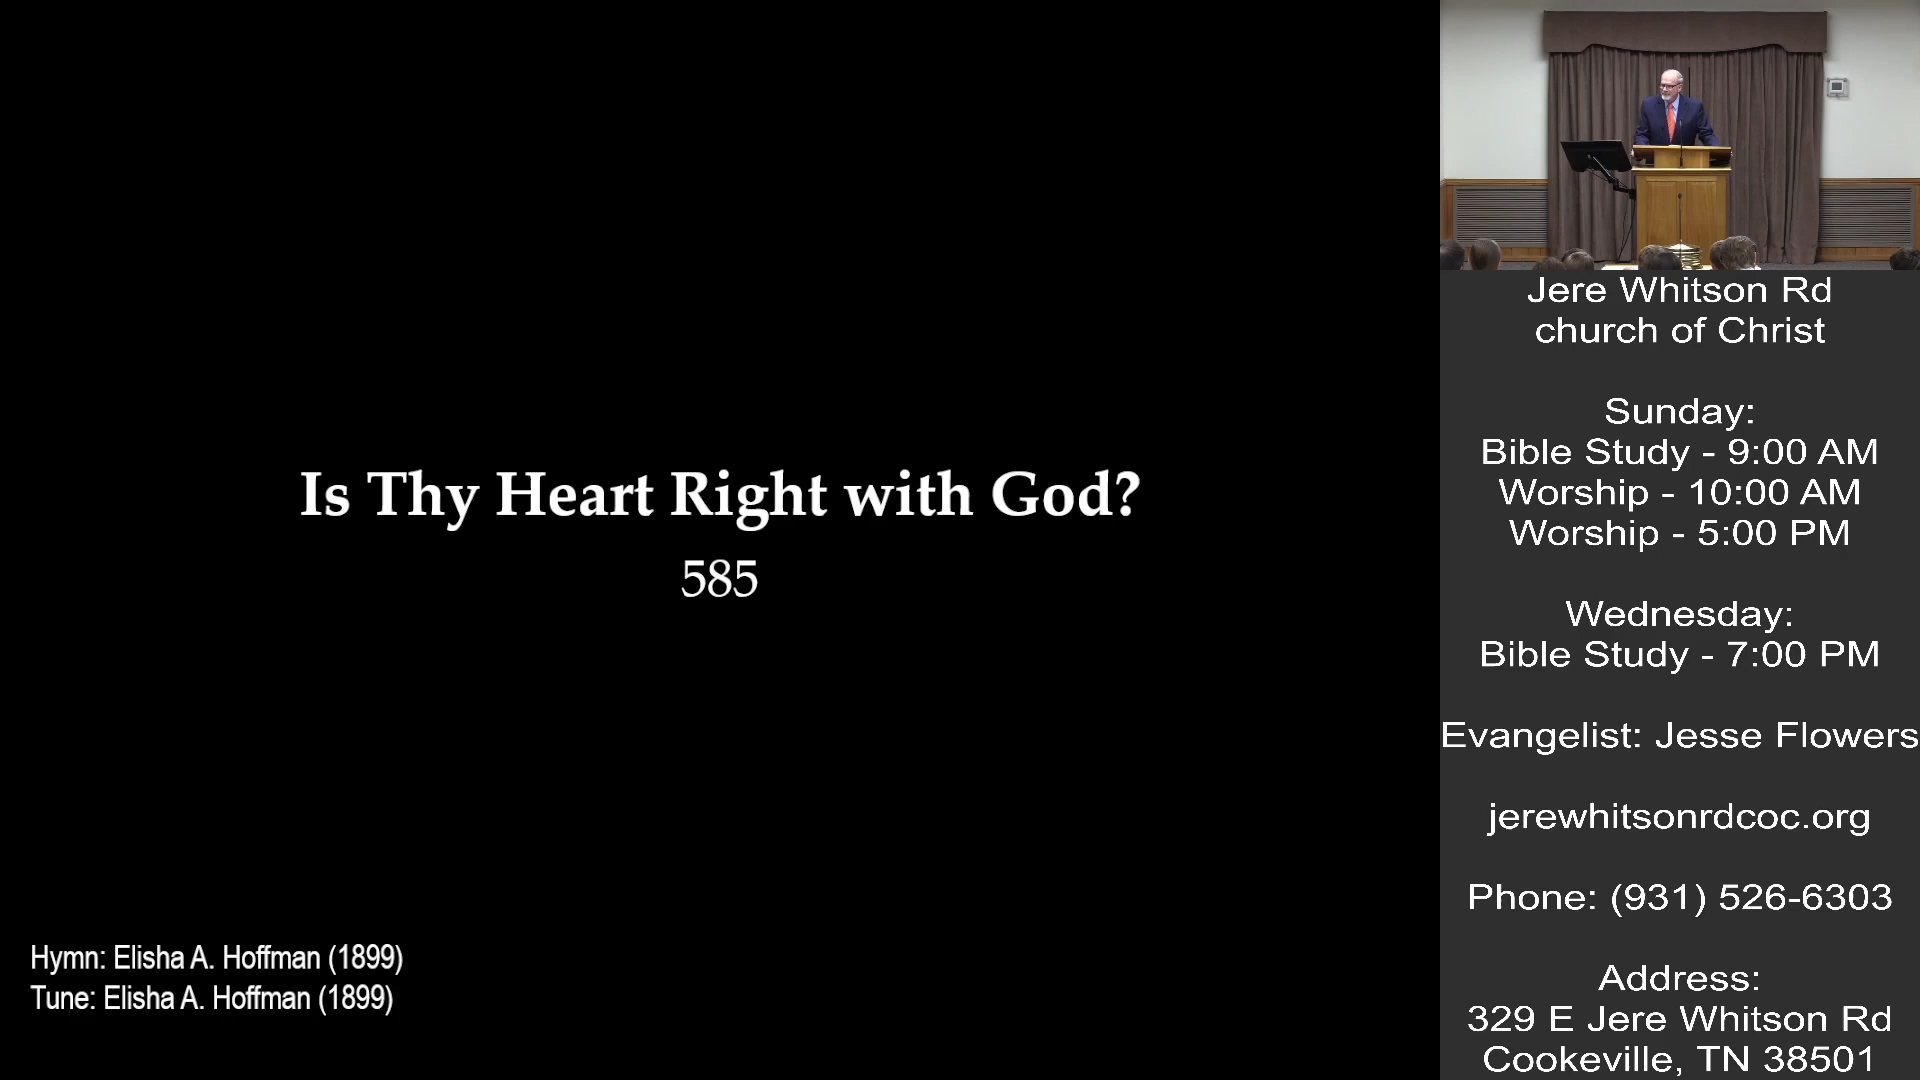 Is Thy Heart Right with God?
585
Hymn: Elisha A. Hoffman (1899)
Tune: Elisha A. Hoffman (1899)
Jere Whitson Rd
church of Christ
Sunday:
Bible Study - 9:00 AM
Worship - 10:00 AM
Worship - 5:00 PM
Wednesday:
Bible Study - 7:00 PM
Evangelist: Jesse Flowers
jerewhitsonrdcoc.org
Phone: (931) 526-6303
Address:
329 E Jere Whitson Rd
Cookeville, TN 38501